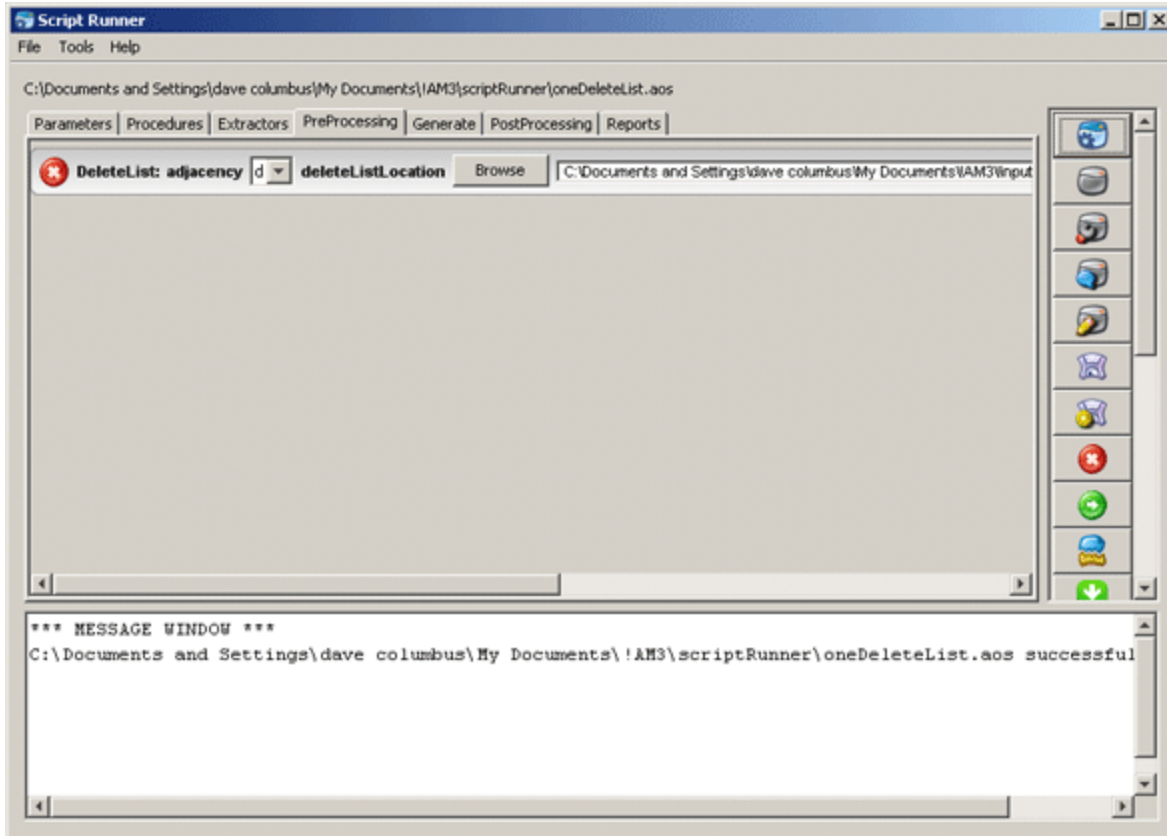 Script Runner
File Tools Help
C:\Documents and Settings\dave columbus\My Documents\!AM3\scriptRunner\oneDeleteList.aos
Parameters Procedures Extractors PreProcessing Generate PostProcessing Reports
DeleteList: adjacency d deleteListLocation Browse C:\Documents and Settings\dave columbus\My Documents\!AM3\input
*** MESSAGE WINDOW ***
C:\Documents and Settings\dave columbus\My Documents\!AM3\scriptRunner\oneDeleteList.aos successful